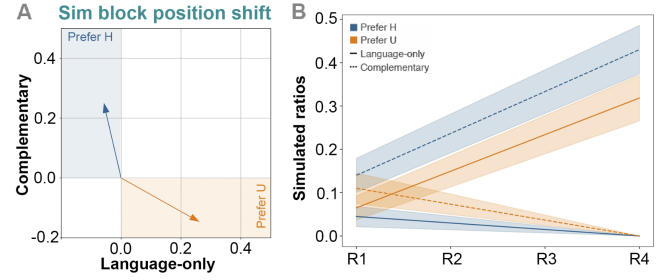 A
Sim block position shift
Prefer H
Prefer U
Complementary
0.4
0.2
0.0
-0.2
0.0
0.2
0.4
Language-only
B
Prefer H
Prefer U
Language-only
Complementary
Simulated ratios
0.5
0.4
0.3
0.2
0.1
0.0
R1
R2
R3
R4